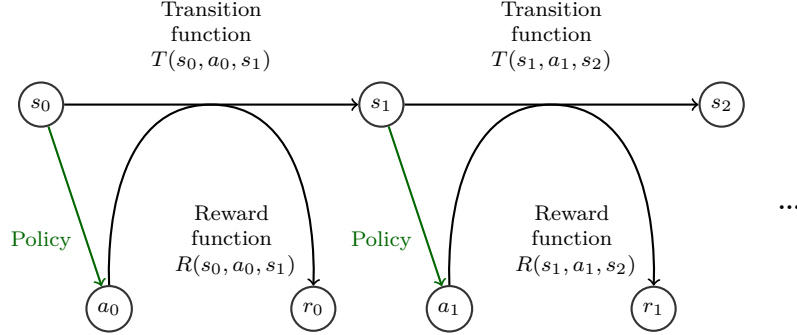 Transition
function
T(s₀, a₀, s₁)
Transition
function
T(s₁, a₁, s₂)
s₀
s₁
s₂
Reward
function
R(s₀, a₀, s₁)
Reward
function
R(s₁, a₁, s₂)
...
Policy
Policy
a₀
r₀
a₁
r₁